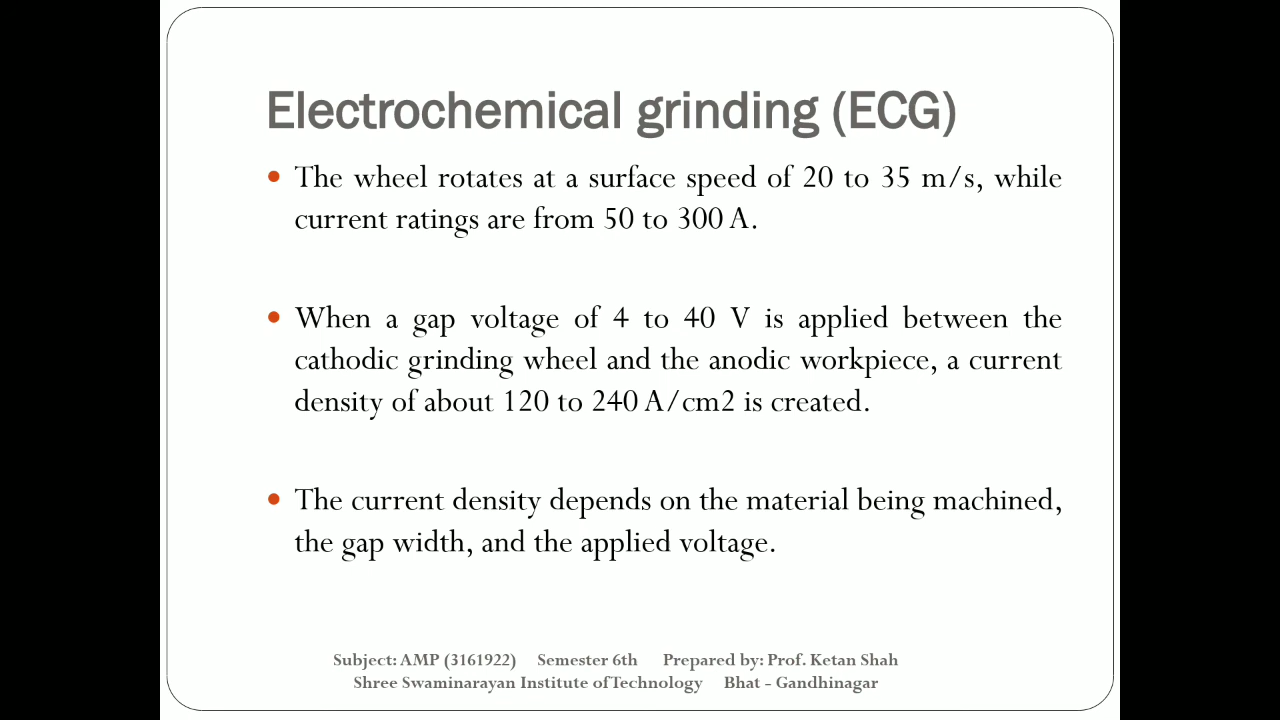 Electrochemical grinding (ECG)
• The wheel rotates at a surface speed of 20 to 35 m/s, while
current ratings are from 50 to 300 A.
• When a gap voltage of 4 to 40 V is applied between the
cathodic grinding wheel and the anodic workpiece, a current
density of about 120 to 240 A/cm2 is created.
• The current density depends on the material being machined,
the gap width, and the applied voltage.
Subject: AMP (3161922) Semester 6th Prepared by: Prof. Ketan Shah
Shree Swaminarayan Institute of Technology Bhat - Gandhinagar